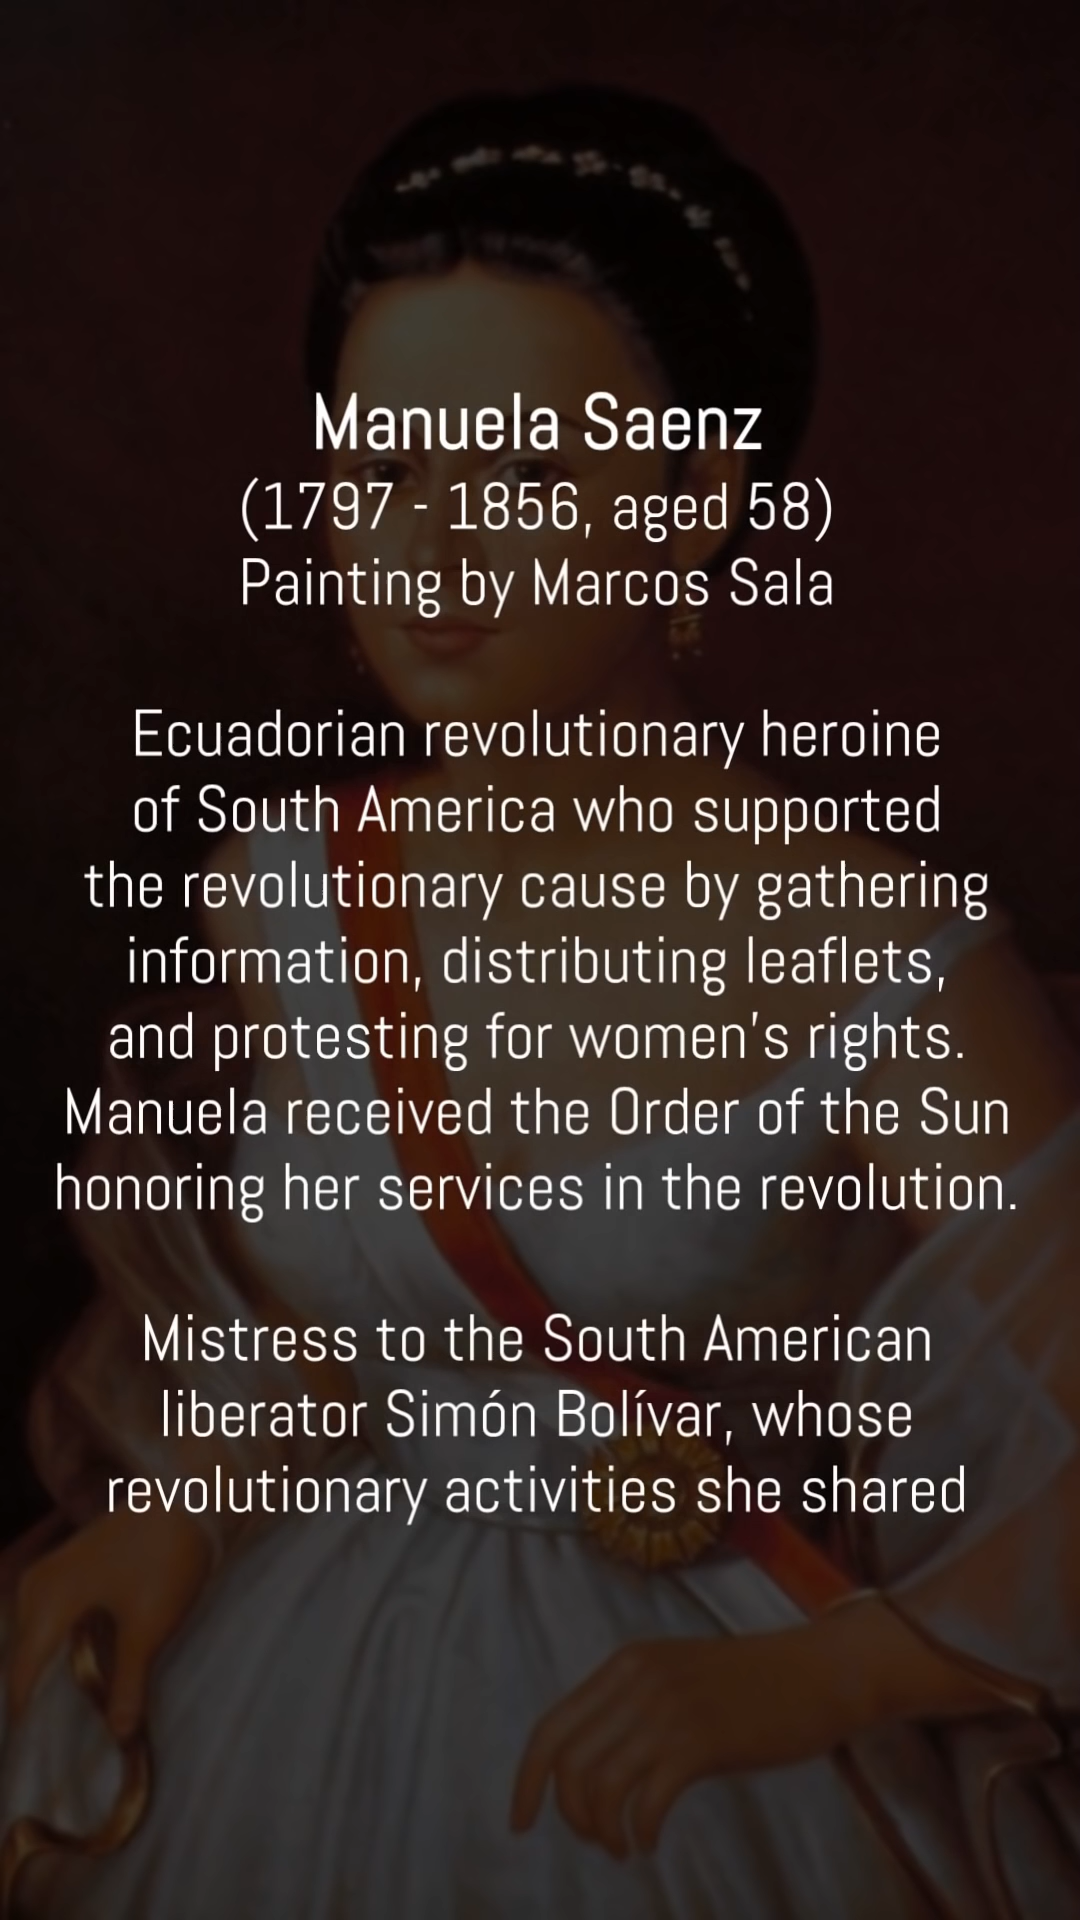 Manuela Saenz
(1797 - 1856, aged 58)
Painting by Marcos Sala
Ecuadorian revolutionary heroine
of South America who supported
the revolutionary cause by gathering
information, distributing leaflets,
and protesting for women's rights.
Manuela received the Order of the Sun
honoring her services in the revolution.
Mistress to the South American
liberator Simón Bolívar, whose
revolutionary activities she shared